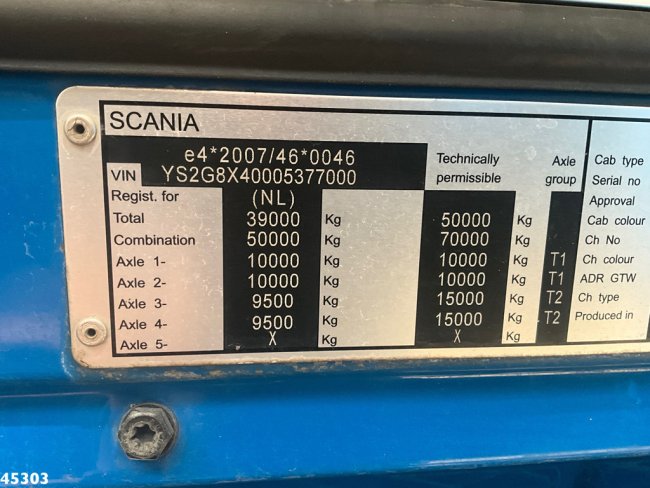 SCANIA
e4*2007/46*0046
VIN YS2G8X40005377000 Technically permissible Axle group
Regist. for (NL)
Total 39000 Kg 50000 Kg
Combination 50000 Kg 70000 Kg
Axle 1- 10000 Kg 10000 Kg T1
Axle 2- 10000 Kg 10000 Kg T1
Axle 3- 9500 Kg 15000 Kg T2
Axle 4- 9500 Kg 15000 Kg T2
Axle 5- X Kg X Kg
Cab type
Serial no
Approval
Cab colour
Ch No
Ch colour
ADR GTW
Ch type
Produced in
45303